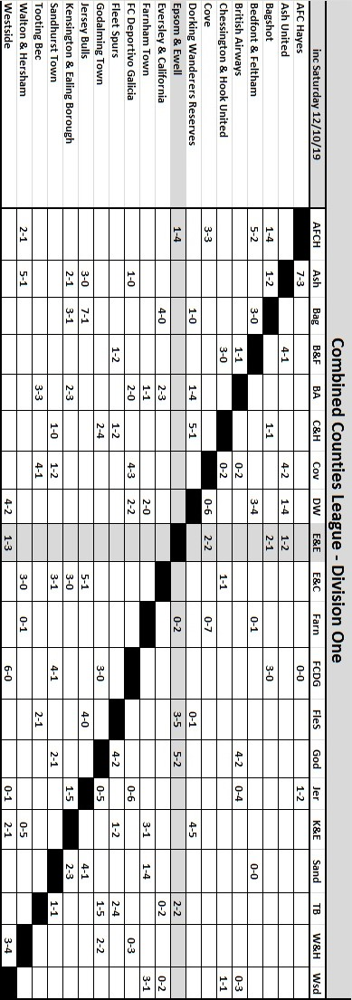 Combined Counties League - Division One
inc Saturday 12/10/19 AFCH Ash Bag B&F BA C&H Cov DW E&E E&C Farn FCDG FleS God Jer K&E Sand TB W&H Wsd
AFC Hayes 7-3 0-0 1-2
Ash United 4-1 4-2 1-4 1-2
Bagshot 1-4 1-2 1-1 2-1 3-0
Bedfont & Feltham 5-2 3-0 3-4 0-1 0-0
British Airways 1-1 0-2 4-2 0-4 0-3
Chessington & Hook United 3-0 0-2 1-1 1-1
Cove 3-3 0-6 2-2 0-7
Dorking Wanderers Reserves 1-0 1-4 5-1 0-1 4-5
Epsom & Ewell 1-4 0-2 3-5 5-2 2-2
Eversley & California 4-0 2-3 0-2 0-2
Farnham Town 1-1 2-0 3-1 1-4 3-1
FC Deportivo Galicia 1-0 2-0 4-3 2-2 0-6 0-3
Fleet Spurs 1-2 1-2 4-2 1-2 2-4
Godalming Town 2-4 3-0 0-5 1-5 2-2
Jersey Bulls 3-0 7-1 5-1 4-0 4-1
Kensington & Ealing Borough 2-1 3-1 2-3 3-0 1-5 2-3
Sandhurst Town 1-0 1-2 3-1 4-1 2-1 1-1
Tooting Bec 3-3 4-1 2-1
Walton & Hersham 2-1 5-1 3-0 0-1 0-5
Westside 4-2 1-3 6-0 0-1 2-1 3-4